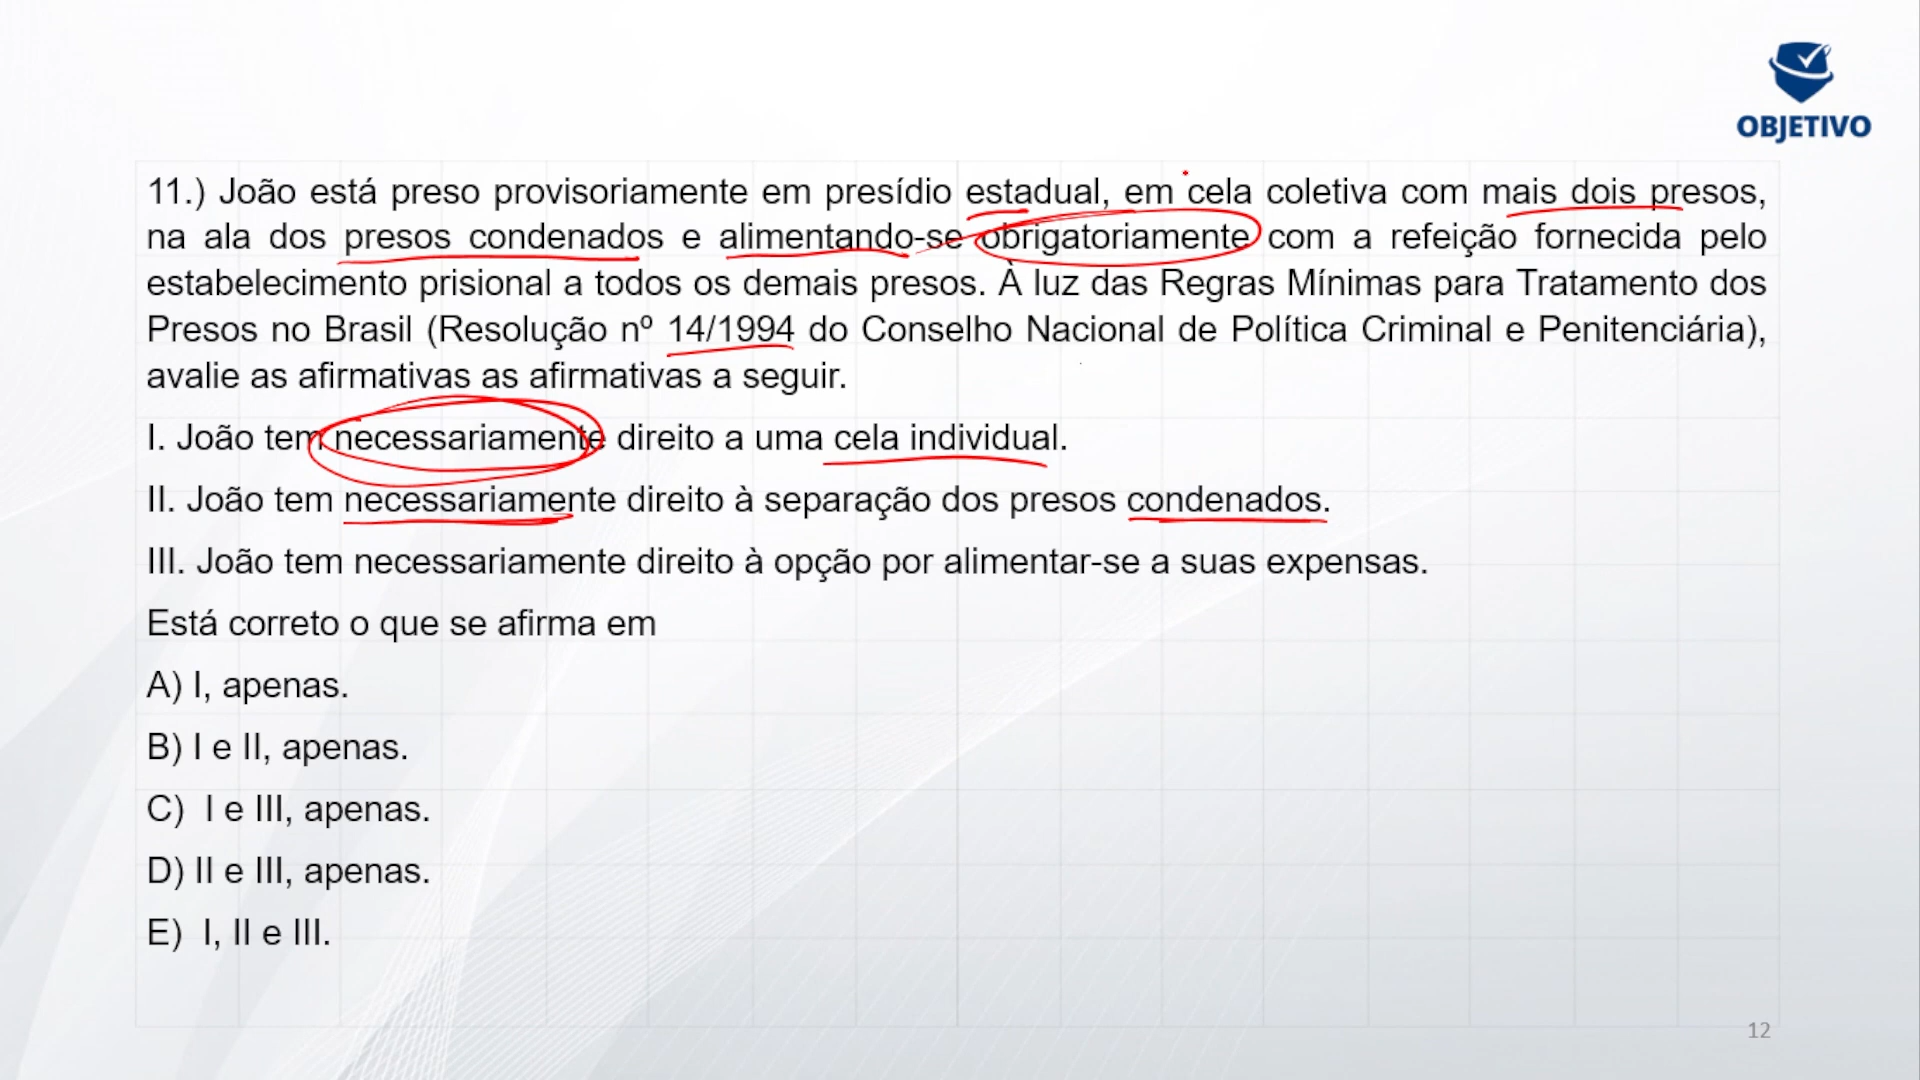 OBJETIVO
11.) João está preso provisoriamente em presídio estadual, em cela coletiva com mais dois presos,
na ala dos presos condenados e alimentando-se obrigatoriamente com a refeição fornecida pelo
estabelecimento prisional a todos os demais presos. À luz das Regras Mínimas para Tratamento dos
Presos no Brasil (Resolução nº 14/1994 do Conselho Nacional de Política Criminal e Penitenciária),
avalie as afirmativas as afirmativas a seguir.
I. João tem necessariamente direito a uma cela individual.
II. João tem necessariamente direito à separação dos presos condenados.
III. João tem necessariamente direito à opção por alimentar-se a suas expensas.
Está correto o que se afirma em
A) I, apenas.
B) I e II, apenas.
C) I e III, apenas.
D) II e III, apenas.
E) I, II e III.
12